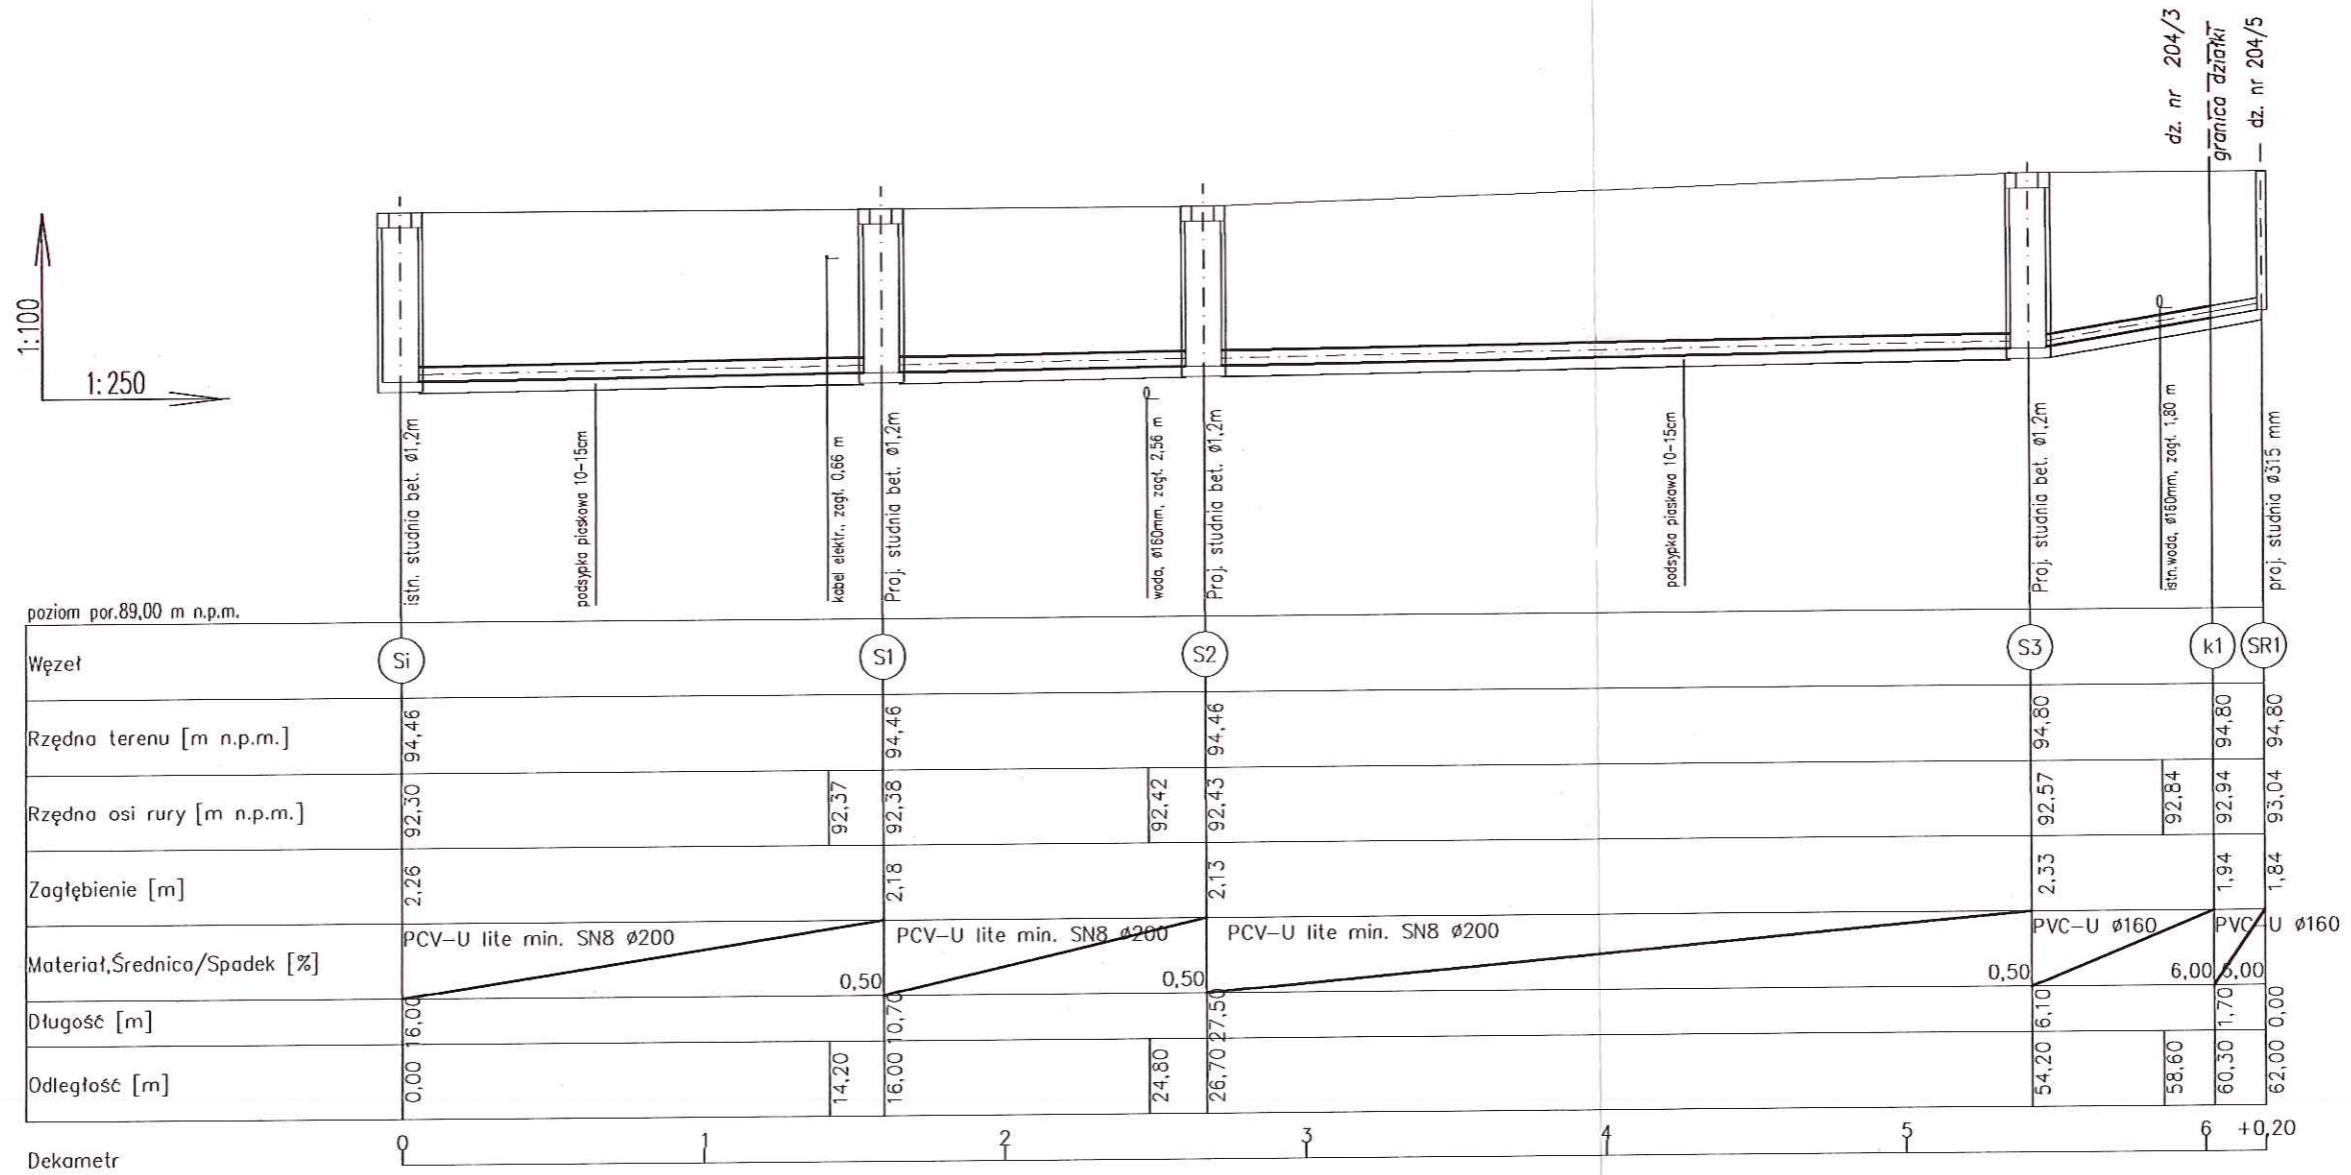 dz. nr 204/3
granica działki
dz. nr 204/5
1:100
1:250
istn. studnia bet. ø1,2m
podsypka piaskowa 10-15cm
kabel elektr., zagł. 0,66 m
Proj. studnia bet. ø1,2m
woda, ø160mm, zagł. 2,56 m
Proj. studnia bet. ø1,2m
podsypka piaskowa 10-15cm
Proj. studnia bet. ø1,2m
istn.woda, ø160mm, zagł. 1,80 m
proj. studnia ø315 mm
poziom por.89,00 m n.p.m.
Węzeł Si S1 S2 S3 k1 SR1
Rzędna terenu [m n.p.m.] 94,46 94,46 94,46 94,80 94,80 94,80
Rzędna osi rury [m n.p.m.] 92,30 92,37 92,38 92,42 92,43 92,57 92,84 92,94 93,04
Zagłębienie [m] 2,26 2,18 2,13 2,33 1,94 1,84
Materiał,Średnica/Spadek [%] PCV-U lite min. SN8 ø200 0,50 PCV-U lite min. SN8 ø200 0,50 PCV-U lite min. SN8 ø200 0,50 PVC-U ø160 6,00 PVC-U ø160 6,00
Długość [m] 16,00 10,70 27,50 6,10 1,70 0,00
Odległość [m] 0,00 14,20 16,00 24,80 26,70 54,20 58,60 60,30 62,00
Dekametr 0 1 2 3 4 5 6 +0,20